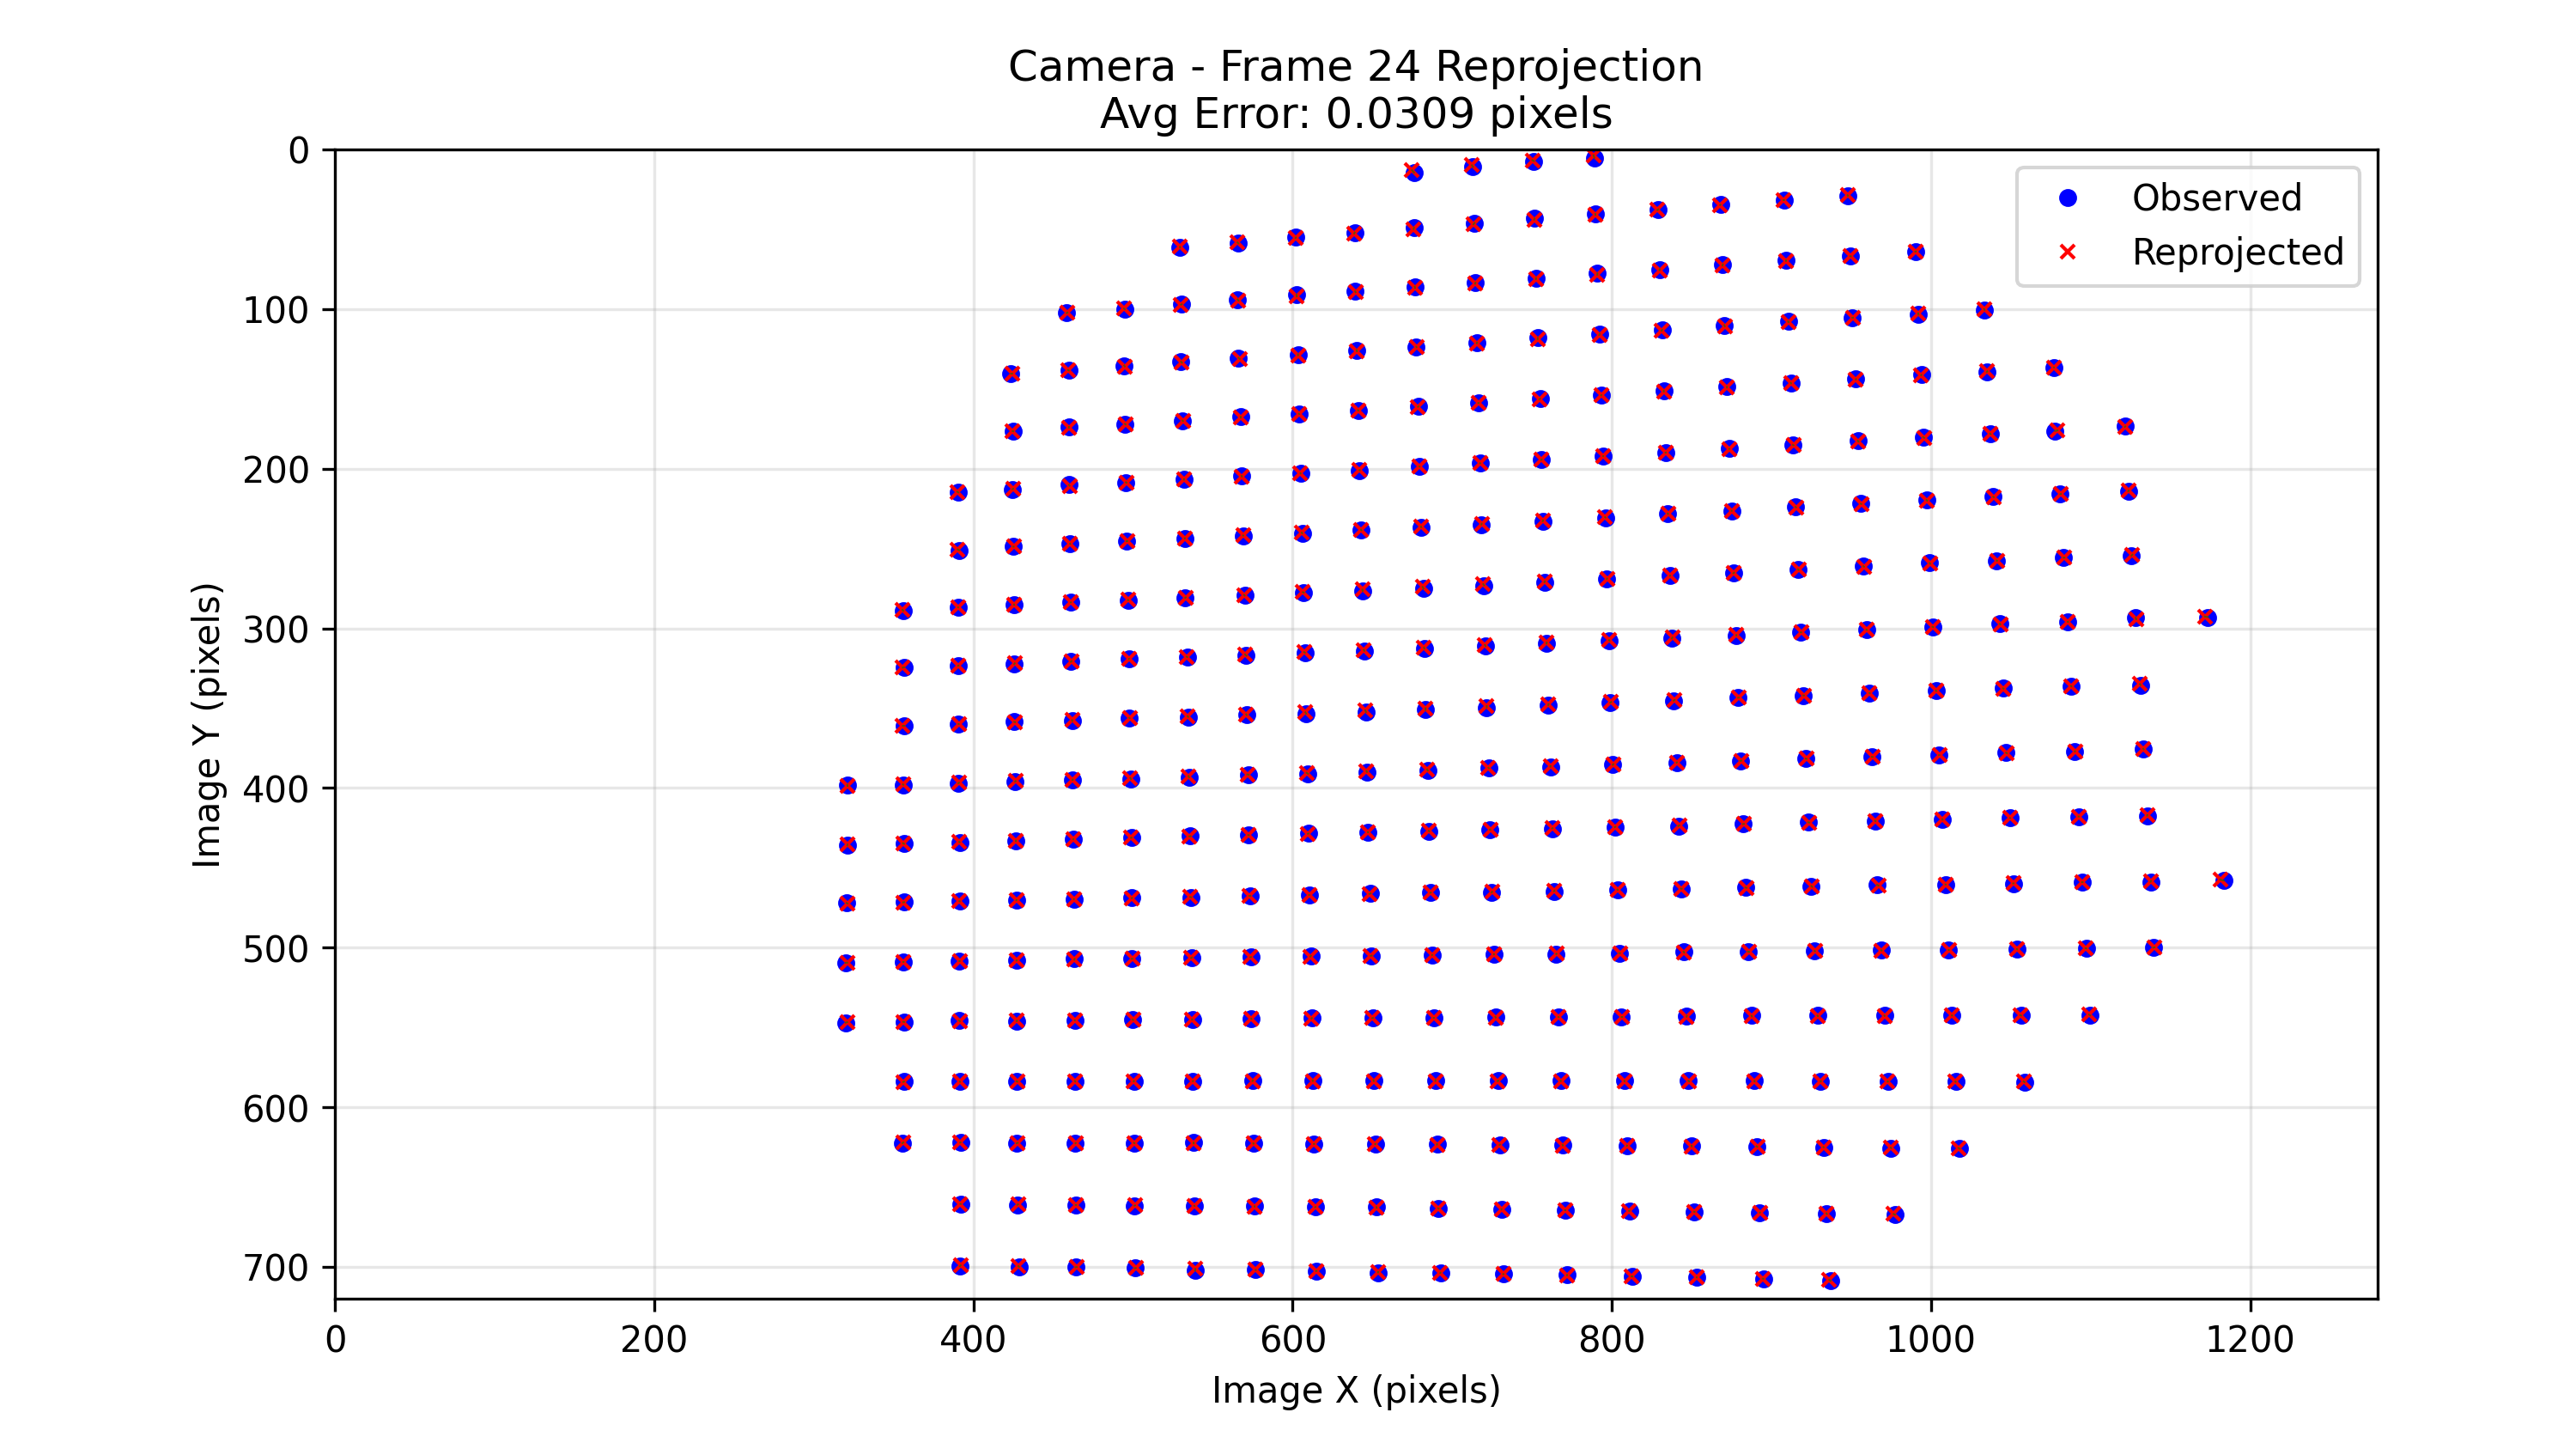 Camera - Frame 24 Reprojection
Avg Error: 0.0309 pixels
Observed
Reprojected
0
100
200
300
400
500
600
700
Image Y (pixels)
0 200 400 600 800 1000 1200
Image X (pixels)